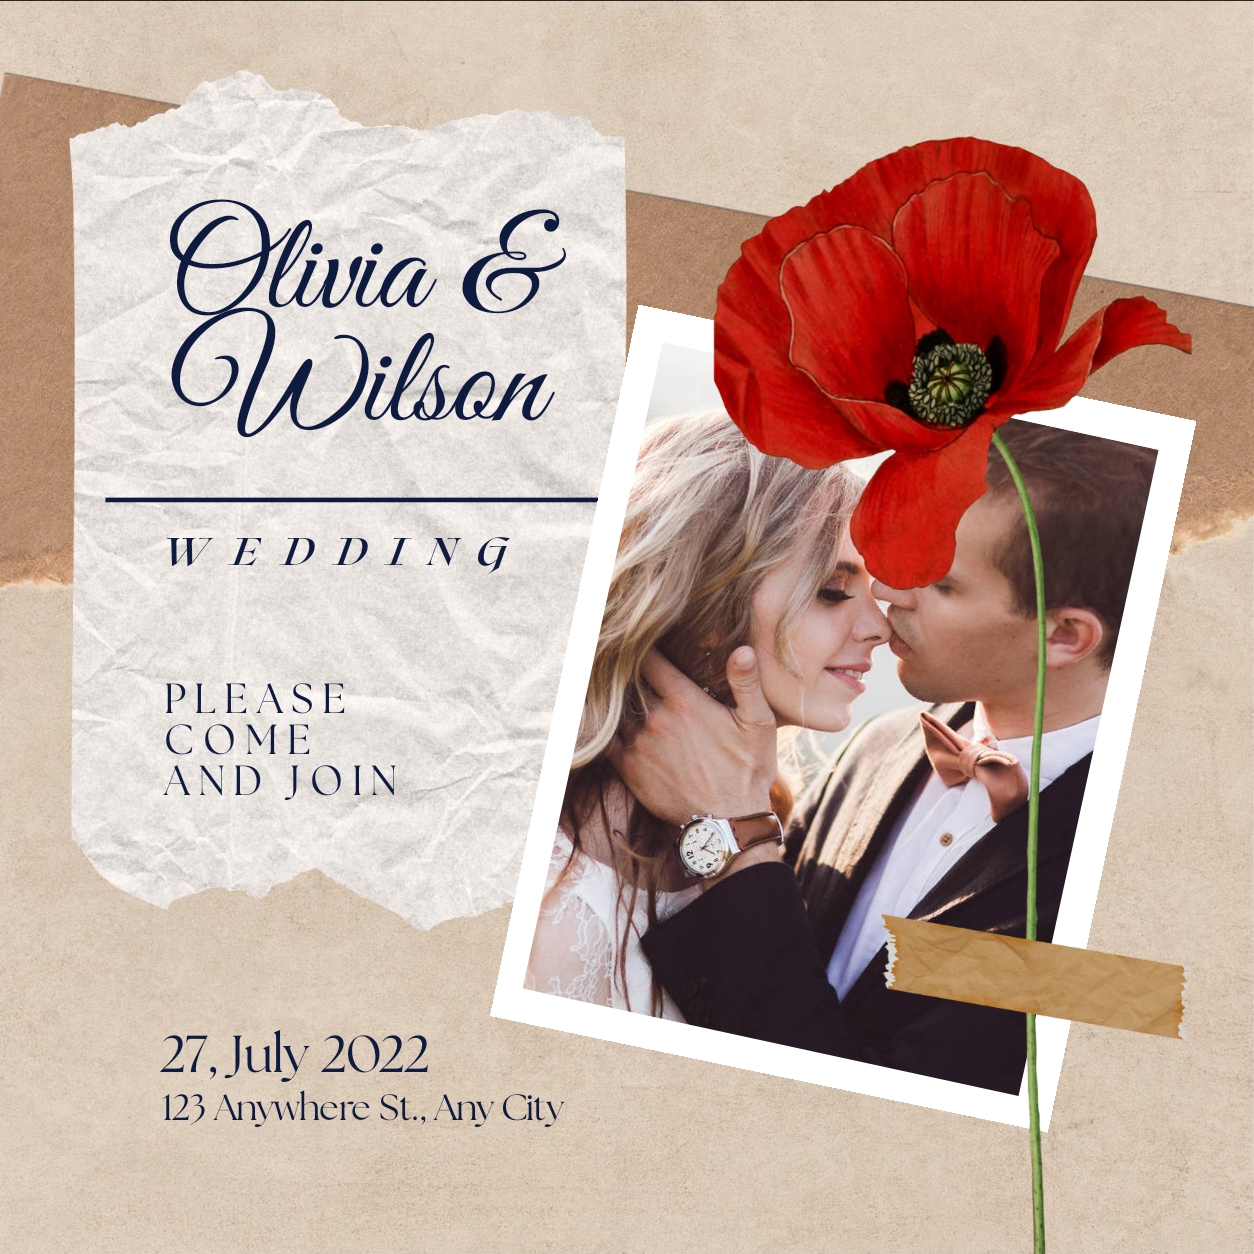 Olivia &
Wilson
WEDDING
PLEASE
COME
AND JOIN
27, July 2022
123 Anywhere St., Any City